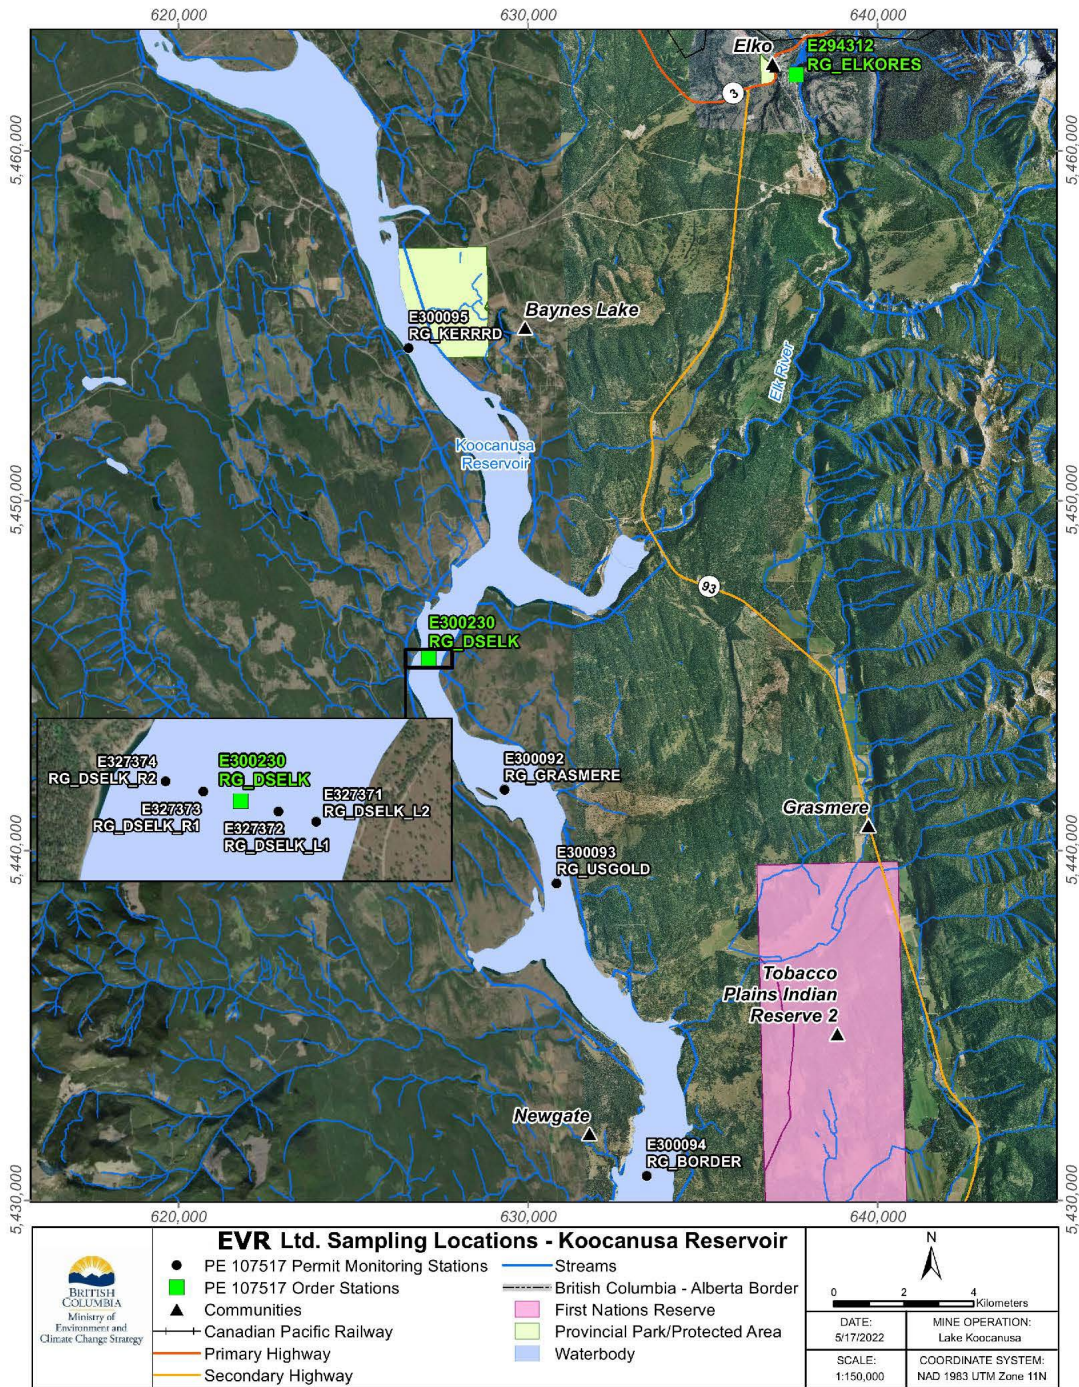 620,000
630,000
640,000
Elko
E294312
RG_ELKORES
3
5,460,000
5,460,000
Baynes Lake
E300095
RG_KERRRD
Elk River
Koocanusa
Reservoir
5,450,000
5,450,000
93
E300230
RG_DSELK
E327374
RG_DSELK_R2
E300230
RG_DSELK
E327373
RG_DSELK_R1
E327372
RG_DSELK_L1
E327371
RG_DSELK_L2
E300092
RG_GRASMERE
Grasmere
5,440,000
5,440,000
E300093
RG_USGOLD
Tobacco
Plains Indian
Reserve 2
Newgate
E300094
RG_BORDER
5,430,000
5,430,000
620,000
630,000
640,000
EVR Ltd. Sampling Locations - Koocanusa Reservoir
BRITISH
COLUMBIA
Ministry of
Environment and
Climate Change Strategy
PE 107517 Permit Monitoring Stations
PE 107517 Order Stations
Communities
Canadian Pacific Railway
Primary Highway
Secondary Highway
Streams
British Columbia - Alberta Border
First Nations Reserve
Provincial Park/Protected Area
Waterbody
N
0 2 4
Kilometers
DATE:
5/17/2022
MINE OPERATION:
Lake Koocanusa
SCALE:
1:150,000
COORDINATE SYSTEM:
NAD 1983 UTM Zone 11N